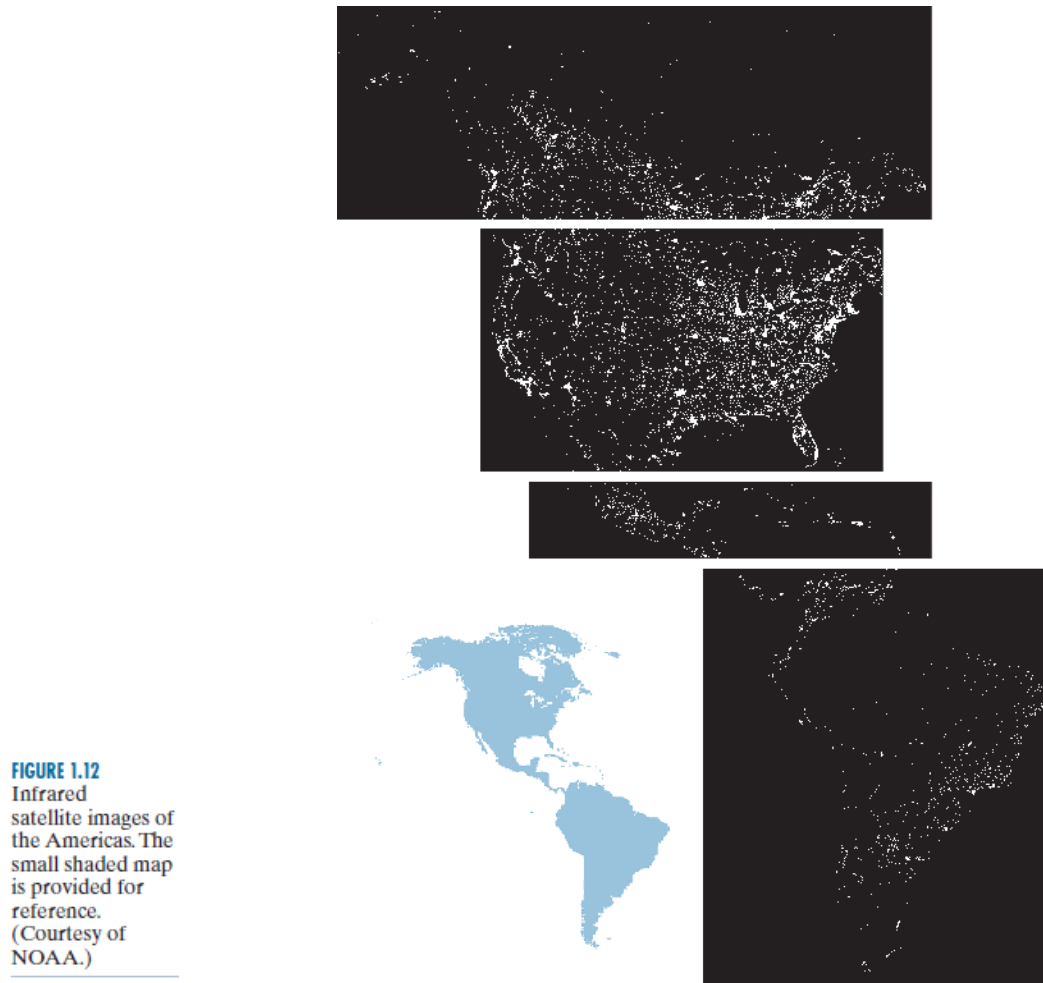 FIGURE 1.12
Infrared
satellite images of
the Americas. The
small shaded map
is provided for
reference.
(Courtesy of
NOAA.)